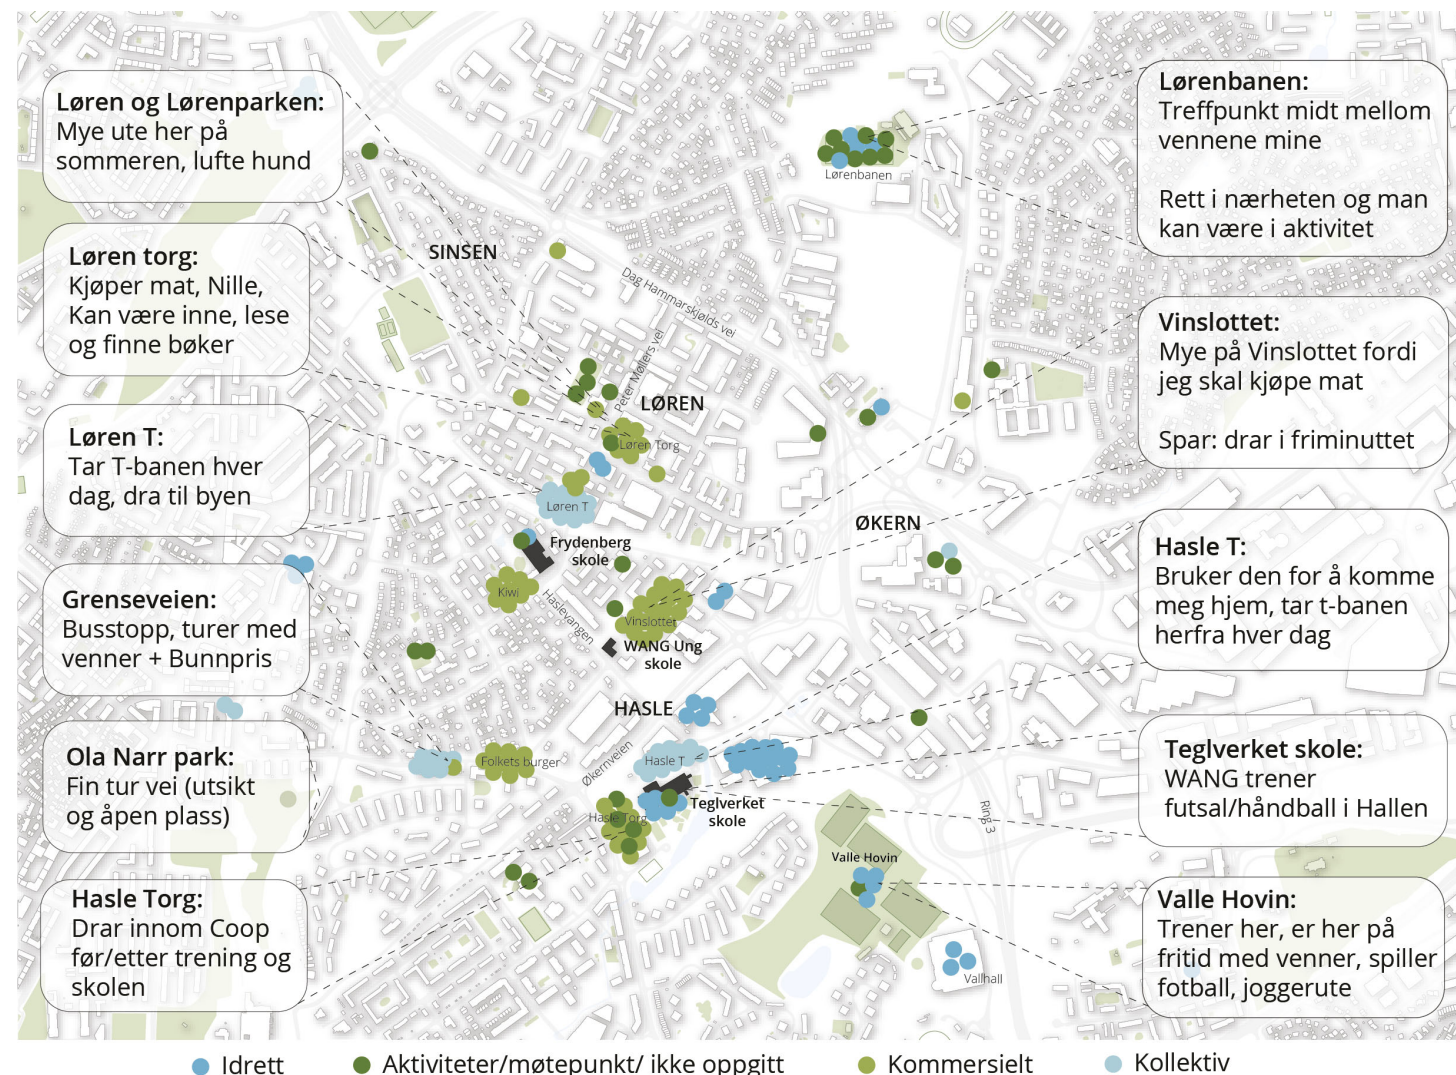 Løren og Lørenparken:
Mye ute her på
sommeren, lufte hund
Løren torg:
Kjøper mat, Nille,
Kan være inne, lese
og finne bøker
Løren T:
Tar T-banen hver
dag, dra til byen
Grenseveien:
Busstopp, turer med
venner + Bunnpris
Ola Narr park:
Fin tur vei (utsikt
og åpen plass)
Hasle Torg:
Drar innom Coop
før/etter trening og
skolen
Lørenbanen:
Treffpunkt midt mellom
vennene mine
Rett i nærheten og man
kan være i aktivitet
Vinslottet:
Mye på Vinslottet fordi
jeg skal kjøpe mat
Spar: drar i friminuttet
Hasle T:
Bruker den for å komme
meg hjem, tar t-banen
herfra hver dag
Teglverket skole:
WANG trener
futsal/håndball i Hallen
Valle Hovin:
Trener her, er her på
fritid med venner, spiller
fotball, joggerute
Lørenbanen
SINSEN
Dag Hammarskjølds vei
Peter Møllers vei
LØREN
Løren Torg
Løren T
ØKERN
Frydenberg
skole
Kiwi
Haslevangen
Vinslottet
WANG Ung
skole
HASLE
Økernveien
Folkets burger
Hasle T
Teglverket
skole
Hasle Torg
Ring 3
Valle Hovin
Vallhall
Idrett
Aktiviteter/møtepunkt/ ikke oppgitt
Kommersielt
Kollektiv